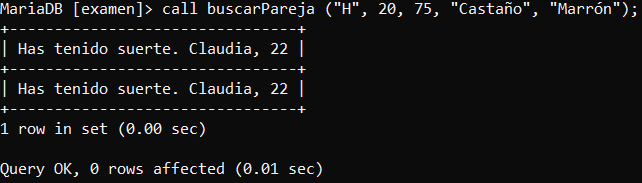 MariaDB [examen]> call buscarPareja ("H", 20, 75, "Castaño", "Marrón");
+--------------------------------+
| Has tenido suerte. Claudia, 22 |
+--------------------------------+
| Has tenido suerte. Claudia, 22 |
+--------------------------------+
1 row in set (0.00 sec)

Query OK, 0 rows affected (0.01 sec)